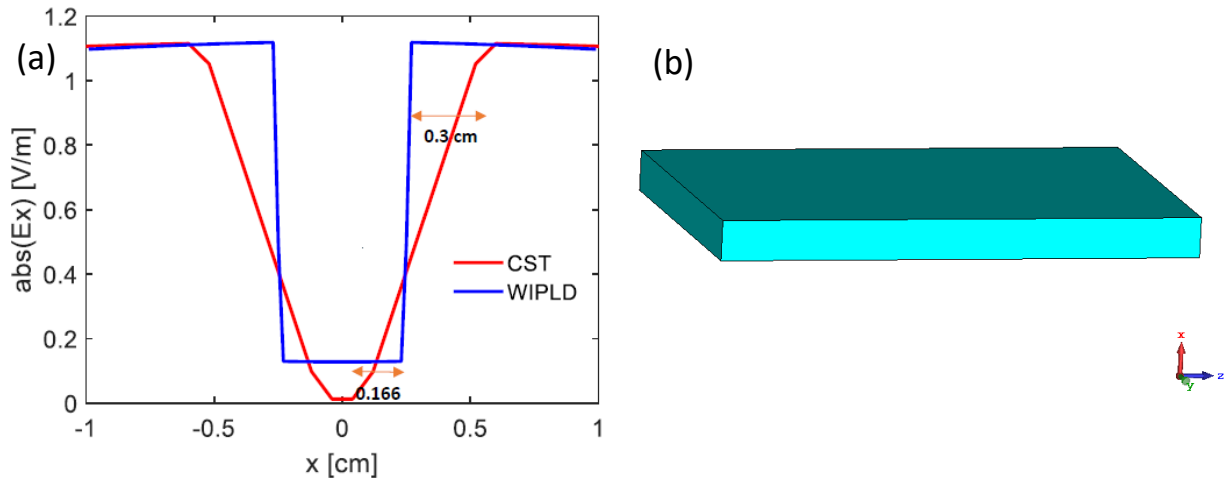 (a)
abs(Ex) [V/m]
1.2
1
0.8
0.6
0.4
0.2
0
0.3 cm
CST
WIPLD
0.166
-1
-0.5
0
0.5
1
x [cm]
(b)
x
z
y